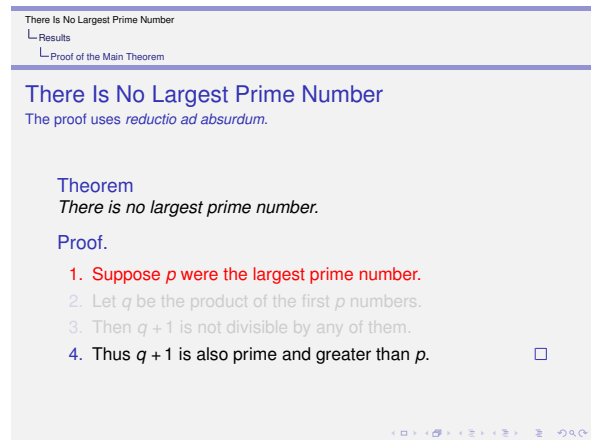 There Is No Largest Prime Number
Results
Proof of the Main Theorem
There Is No Largest Prime Number
The proof uses reductio ad absurdum.
Theorem
There is no largest prime number.
Proof.
1. Suppose p were the largest prime number.
2. Let q be the product of the first p numbers.
3. Then q + 1 is not divisible by any of them.
4. Thus q + 1 is also prime and greater than p.